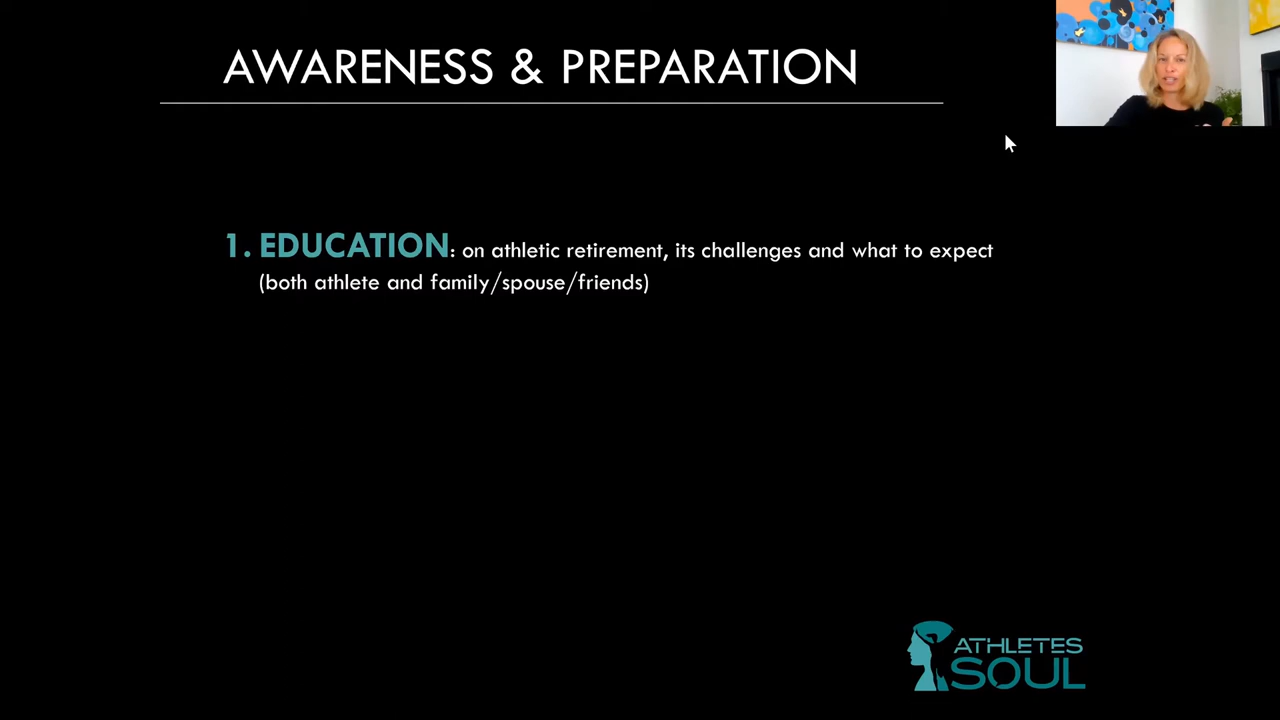 AWARENESS & PREPARATION
1. EDUCATION: on athletic retirement, its challenges and what to expect
(both athlete and family/spouse/friends)
ATHLETES
SOUL